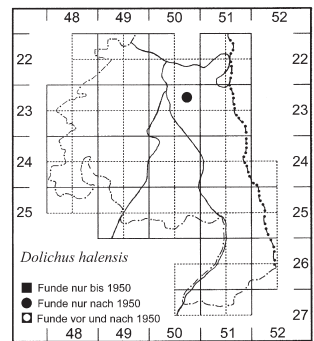 48 49 50 51 52
22 22
23 23
24 24
25 25
Dolichus halensis
26
Funde nur bis 1950
Funde nur nach 1950
Funde vor und nach 1950
27
48 49 50 51 52